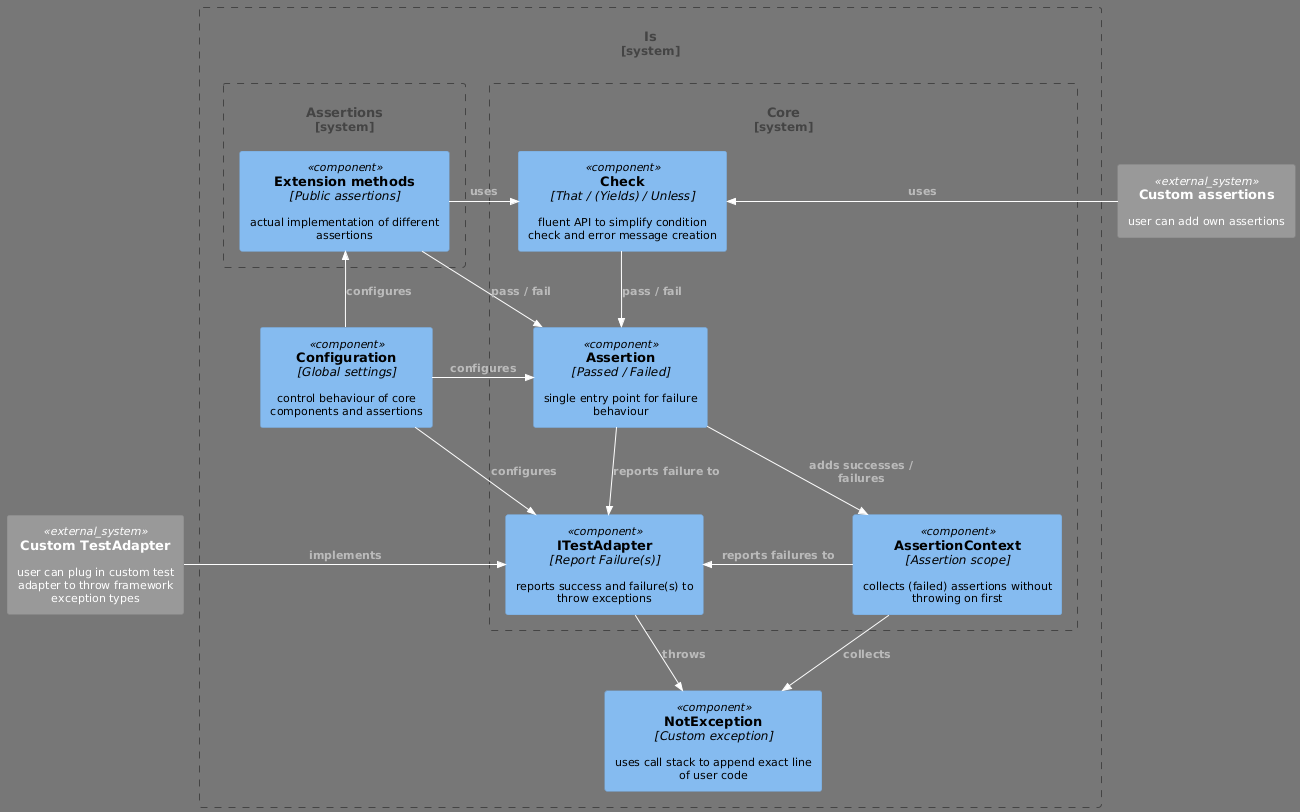 Is
[system]
Assertions
[system]
Core
[system]
«component»
Extension methods
[Public assertions]
actual implementation of different
assertions
uses
«component»
Check
[That / (Yields) / Unless]
fluent API to simplify condition
check and error message creation
uses
«external_system»
Custom assertions
user can add own assertions
configures
pass / fail
pass / fail
«component»
Configuration
[Global settings]
control behaviour of core
components and assertions
configures
«component»
Assertion
[Passed / Failed]
single entry point for failure
behaviour
configures
reports failure to
adds successes /
failures
«external_system»
Custom TestAdapter
user can plug in custom test
adapter to throw framework
exception types
implements
«component»
ITestAdapter
[Report Failure(s)]
reports success and failure(s) to
throw exceptions
reports failures to
«component»
AssertionContext
[Assertion scope]
collects (failed) assertions without
throwing on first
throws
collects
«component»
NotException
[Custom exception]
uses call stack to append exact line
of user code